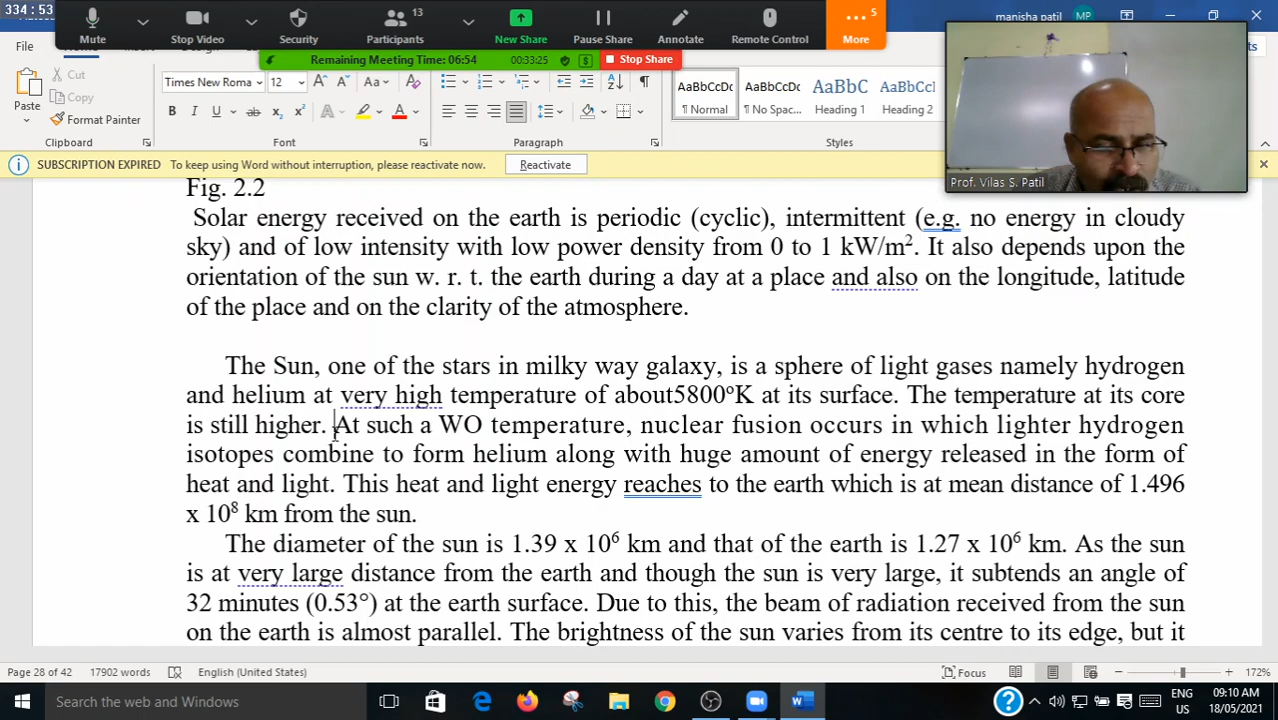 334 : 53
manisha patil MP
13
5
Mute Stop Video Security Participants New Share Pause Share Annotate Remote Control More
File
Remaining Meeting Time: 06:54 00:33:25 $ Stop Share
Cut
Copy
Format Painter
Paste
Times New Roma 12
AaBbCcDc AaBbCcDc AaBbC AaBbCcD
¶ Normal ¶ No Spac... Heading 1 Heading 2
Clipboard Font Paragraph Styles
SUBSCRIPTION EXPIRED To keep using Word without interruption, please reactivate now. Reactivate
Prof. Vilas S. Patil
Fig. 2.2
Solar energy received on the earth is periodic (cyclic), intermittent (e.g. no energy in cloudy
sky) and of low intensity with low power density from 0 to 1 kW/m². It also depends upon the
orientation of the sun w. r. t. the earth during a day at a place and also on the longitude, latitude
of the place and on the clarity of the atmosphere.
The Sun, one of the stars in milky way galaxy, is a sphere of light gases namely hydrogen
and helium at very high temperature of about5800°K at its surface. The temperature at its core
is still higher. At such a WO temperature, nuclear fusion occurs in which lighter hydrogen
isotopes combine to form helium along with huge amount of energy released in the form of
heat and light. This heat and light energy reaches to the earth which is at mean distance of 1.496
x 10⁸ km from the sun.
The diameter of the sun is 1.39 x 10⁶ km and that of the earth is 1.27 x 10⁶ km. As the sun
is at very large distance from the earth and though the sun is very large, it subtends an angle of
32 minutes (0.53°) at the earth surface. Due to this, the beam of radiation received from the sun
on the earth is almost parallel. The brightness of the sun varies from its centre to its edge, but it
Page 28 of 42 17902 words English (United States) Focus 172%
Search the web and Windows
ENG 09:10 AM
US 18/05/2021